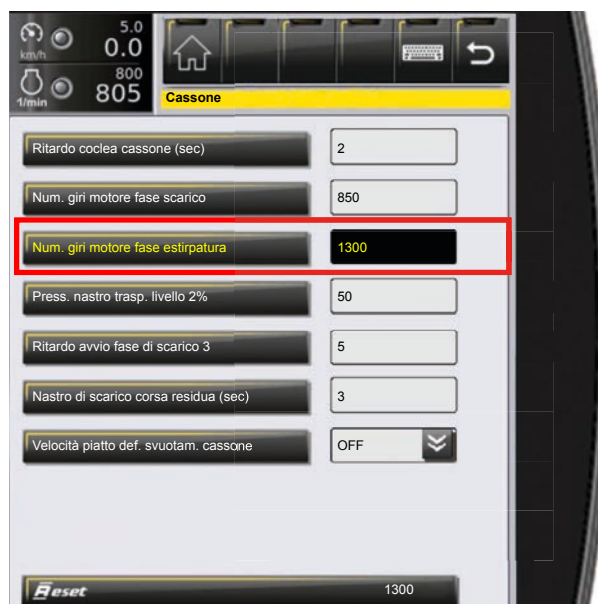 5.0
km/h 0.0
800
1/min 805
Cassone
Ritardo coclea cassone (sec) 2
Num. giri motore fase scarico 850
Num. giri motore fase estirpatura 1300
Press. nastro trasp. livello 2% 50
Ritardo avvio fase di scarico 3 5
Nastro di scarico corsa residua (sec) 3
Velocità piatto def. svuotam. cassone OFF
Reset 1300